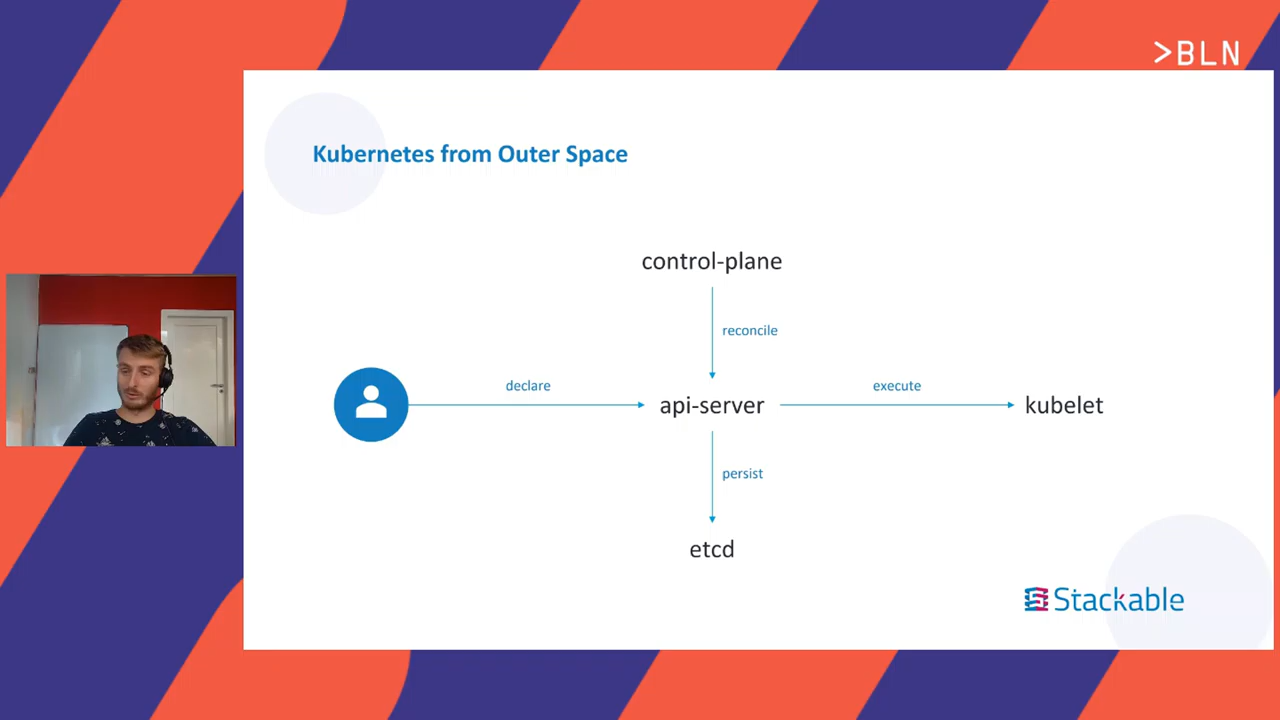 >BLN
Kubernetes from Outer Space
control-plane
reconcile
declare
api-server
execute
kubelet
persist
etcd
Stackable